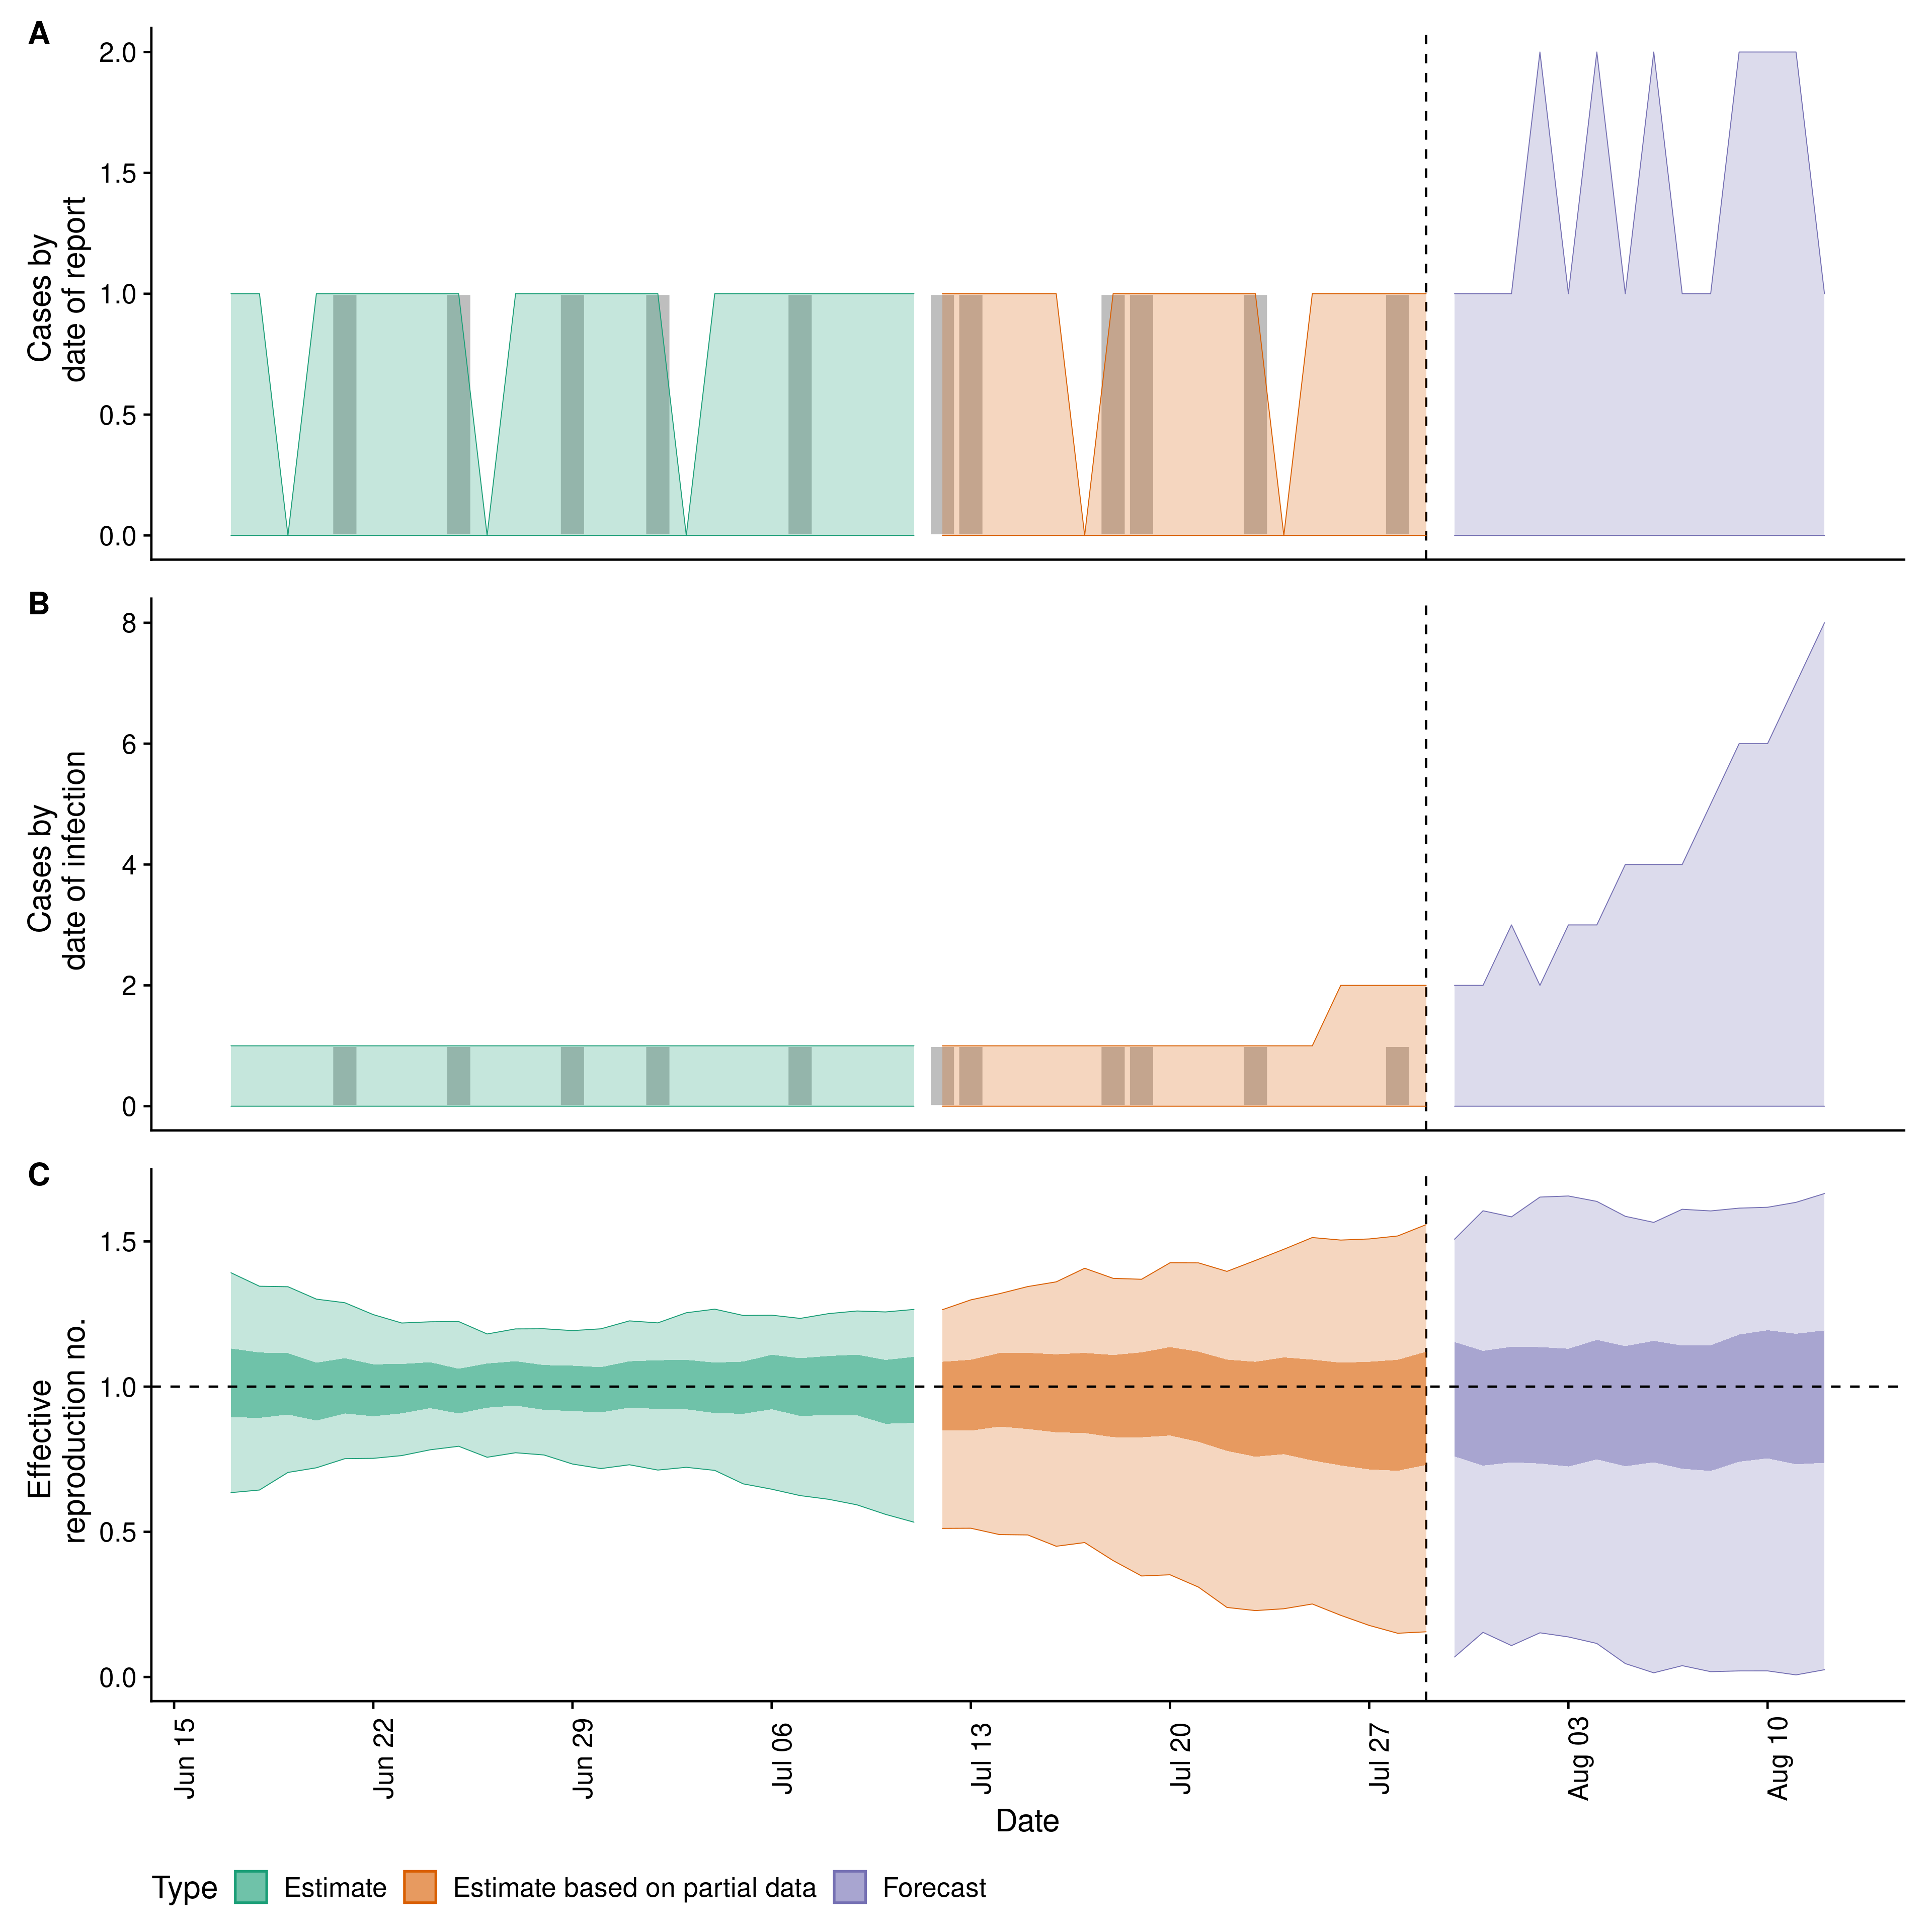 A
2.0
1.5
1.0
0.5
0.0
Cases by
date of report
B
8
6
4
2
0
Cases by
date of infection
C
1.5
1.0
0.5
0.0
Effective
reproduction no.
Jun 15
Jun 22
Jun 29
Jul 06
Jul 13
Jul 20
Jul 27
Aug 03
Aug 10
Date
Type Estimate Estimate based on partial data Forecast